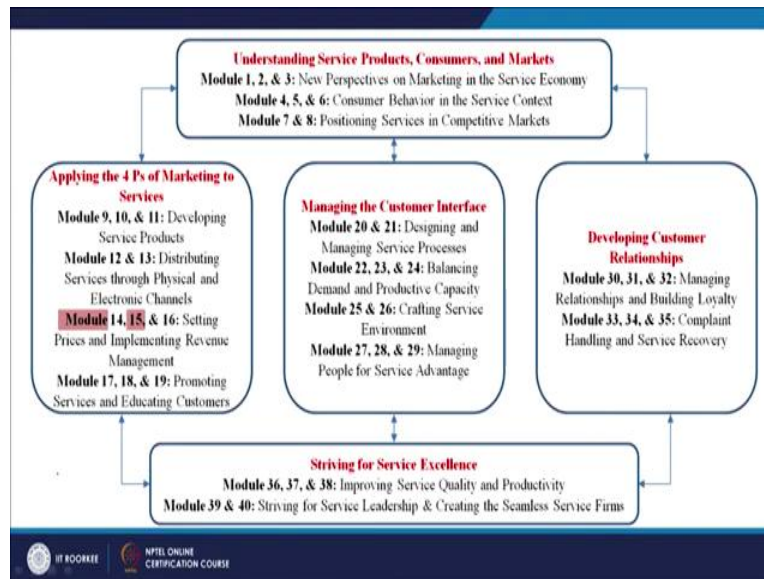 Understanding Service Products, Consumers, and Markets
Module 1, 2, & 3: New Perspectives on Marketing in the Service Economy
Module 4, 5, & 6: Consumer Behavior in the Service Context
Module 7 & 8: Positioning Services in Competitive Markets
Applying the 4 Ps of Marketing to
Services
Module 9, 10, & 11: Developing
Service Products
Module 12 & 13: Distributing
Services through Physical and
Electronic Channels
Module 14, 15, & 16: Setting
Prices and Implementing Revenue
Management
Module 17, 18, & 19: Promoting
Services and Educating Customers
Managing the Customer Interface
Module 20 & 21: Designing and
Managing Service Processes
Module 22, 23, & 24: Balancing
Demand and Productive Capacity
Module 25 & 26: Crafting Service
Environment
Module 27, 28, & 29: Managing
People for Service Advantage
Developing Customer
Relationships
Module 30, 31, & 32: Managing
Relationships and Building Loyalty
Module 33, 34, & 35: Complaint
Handling and Service Recovery
Striving for Service Excellence
Module 36, 37, & 38: Improving Service Quality and Productivity
Module 39 & 40: Striving for Service Leadership & Creating the Seamless Service Firms
IIT ROORKEE
NPTEL ONLINE
CERTIFICATION COURSE